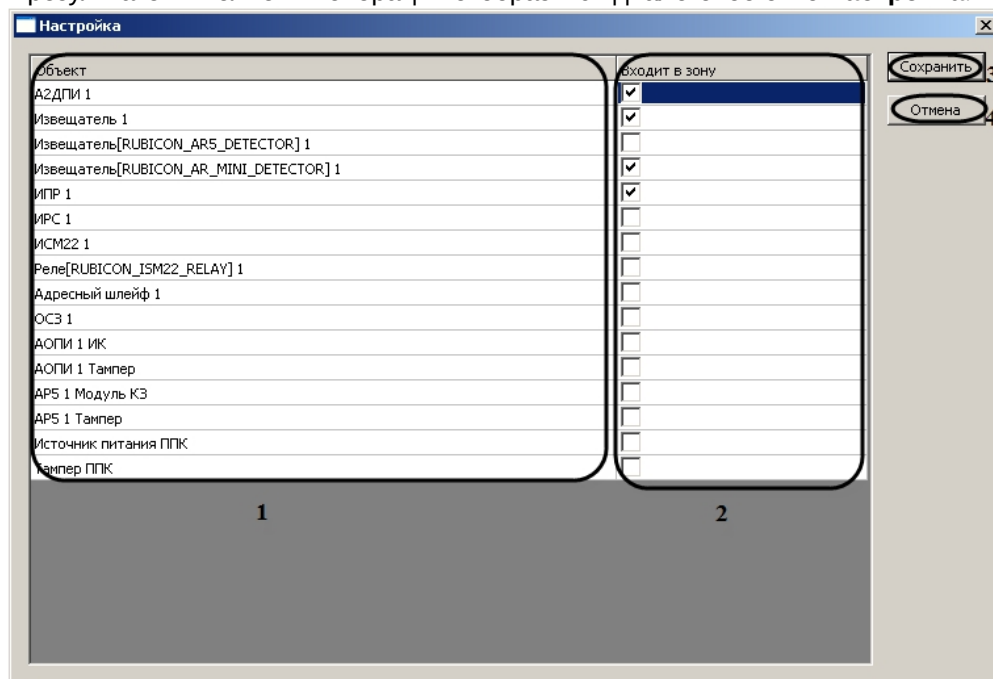 Настройка
Объект Входит в зону Сохранить 3
А2ДПИ 1 Отмена 4
Извещатель 1
Извещатель[RUBICON_AR5_DETECTOR] 1
Извещатель[RUBICON_AR_MINI_DETECTOR] 1
ИПР 1
ИРС 1
ИСМ22 1
Реле[RUBICON_ISM22_RELAY] 1
Адресный шлейф 1
ОСЗ 1
АОПИ 1 ИК
АОПИ 1 Тампер
АР5 1 Модуль КЗ
АР5 1 Тампер
Источник питания ППК
Тампер ППК
1 2